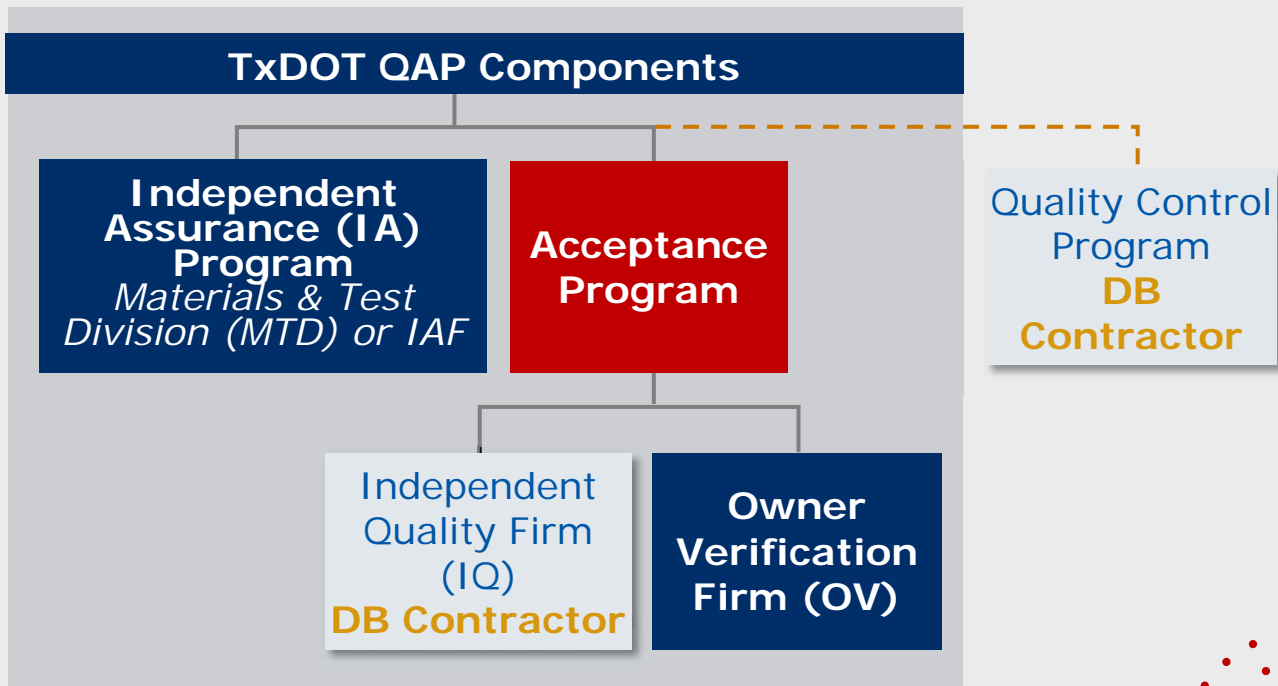 TxDOT QAP Components
Independent
Assurance (IA)
Program
Materials & Test
Division (MTD) or IAF
Acceptance
Program
Quality Control
Program
DB
Contractor
Independent
Quality Firm
(IQ)
DB Contractor
Owner
Verification
Firm (OV)